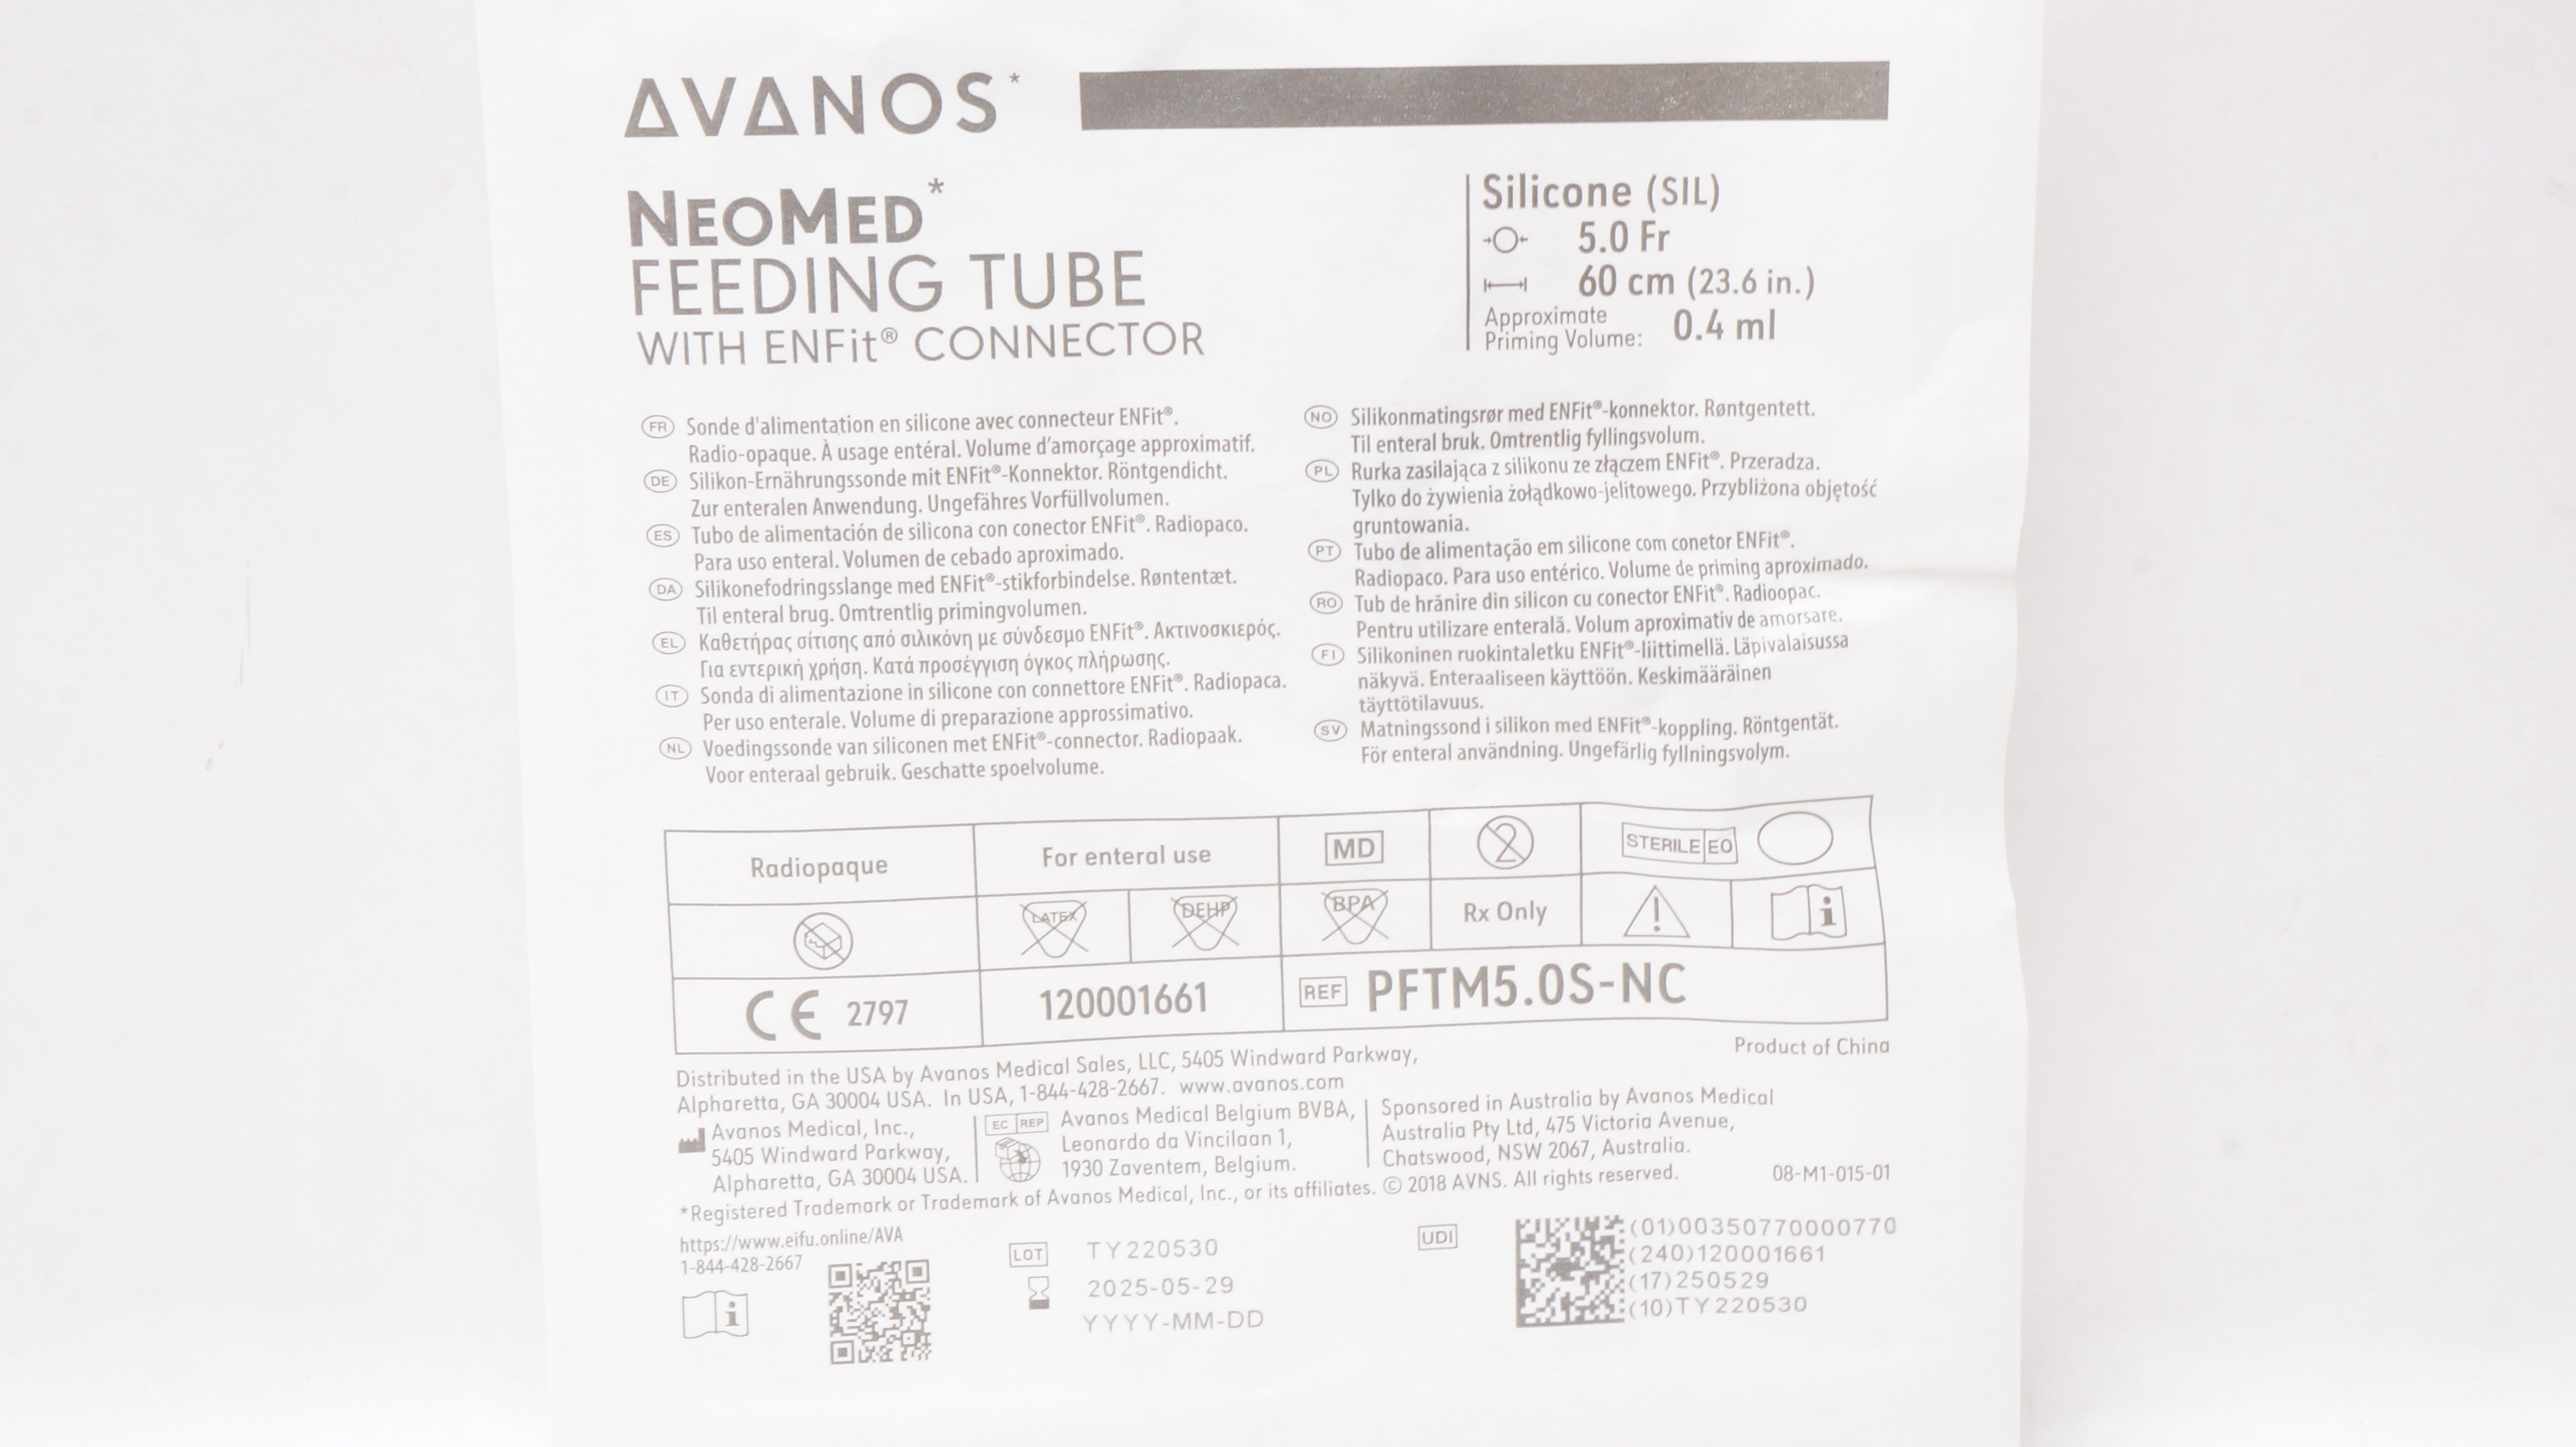 AVANOS*
NEOMED*
FEEDING TUBE
WITH ENFit® CONNECTOR
Silicone (SIL)
5.0 Fr
60 cm (23.6 in.)
Approximate
Priming Volume: 0.4 ml
FR Sonde d'alimentation en silicone avec connecteur ENFit®.
Radio-opaque. À usage entéral. Volume d’amorçage approximatif.
DE Silikon-Ernährungssonde mit ENFit®-Konnektor. Röntgendicht.
Zur enteralen Anwendung. Ungefähres Vorfüllvolumen.
ES Tubo de alimentación de silicona con conector ENFit®. Radiopaco.
Para uso enteral. Volumen de cebado aproximado.
DA Silikonefodringsslange med ENFit®-stikforbindelse. Røntentæt.
Til enteral brug. Omtrentlig primingvolumen.
EL Καθετήρας σίτισης από σιλικόνη με σύνδεσμο ENFit®. Ακτινοσκιερός.
Για εντερική χρήση. Κατά προσέγγιση όγκος πλήρωσης.
IT Sonda di alimentazione in silicone con connettore ENFit®. Radiopaca.
Per uso enterale. Volume di preparazione approssimativo.
NL Voedingssonde van siliconen met ENFit®-connector. Radiopaak.
Voor enteraal gebruik. Geschatte spoelvolume.
NO Silikonmatingsrør med ENFit®-konnektor. Røntgentett.
Til enteral bruk. Omtrentlig fyllingsvolum.
PL Rurka zasilająca z silikonu ze złączem ENFit®. Przeradza.
Tylko do żywienia żołądkowo-jelitowego. Przybliżona objętość
gruntowania.
PT Tubo de alimentação em silicone com conetor ENFit®.
Radiopaco. Para uso entérico. Volume de priming aproximado.
RO Tub de hrănire din silicon cu conector ENFit®. Radioopac.
Pentru utilizare enterală. Volum aproximativ de amorsare.
FI Silikoninen ruokintaletku ENFit®-liittimellä. Läpivalaisussa
näkyvä. Enteraaliseen käyttöön. Keskimääräinen
täyttötilavuus.
SV Matningssond i silikon med ENFit®-koppling. Röntgentät.
För enteral användning. Ungefärlig fyllningsvolym.
Radiopaque
For enteral use
MD
2
STERILE EO
LATEX
DEHP
BPA
Rx Only
CE 2797
120001661
REF PFTM5.0S-NC
Product of China
Distributed in the USA by Avanos Medical Sales, LLC, 5405 Windward Parkway,
Alpharetta, GA 30004 USA. In USA, 1-844-428-2667. www.avanos.com
Avanos Medical, Inc.,
5405 Windward Parkway,
Alpharetta, GA 30004 USA.
EC REP Avanos Medical Belgium BVBA,
Leonardo da Vincilaan 1,
1930 Zaventem, Belgium.
Sponsored in Australia by Avanos Medical
Australia Pty Ltd, 475 Victoria Avenue,
Chatswood, NSW 2067, Australia.
*Registered Trademark or Trademark of Avanos Medical, Inc., or its affiliates. © 2018 AVNS. All rights reserved.
08-M1-015-01
https://www.eifu.online/AVA
1-844-428-2667
LOT TY220530
2025-05-29
YYYY-MM-DD
UDI
(01)00350770000770
(240)120001661
(17)250529
(10)TY220530